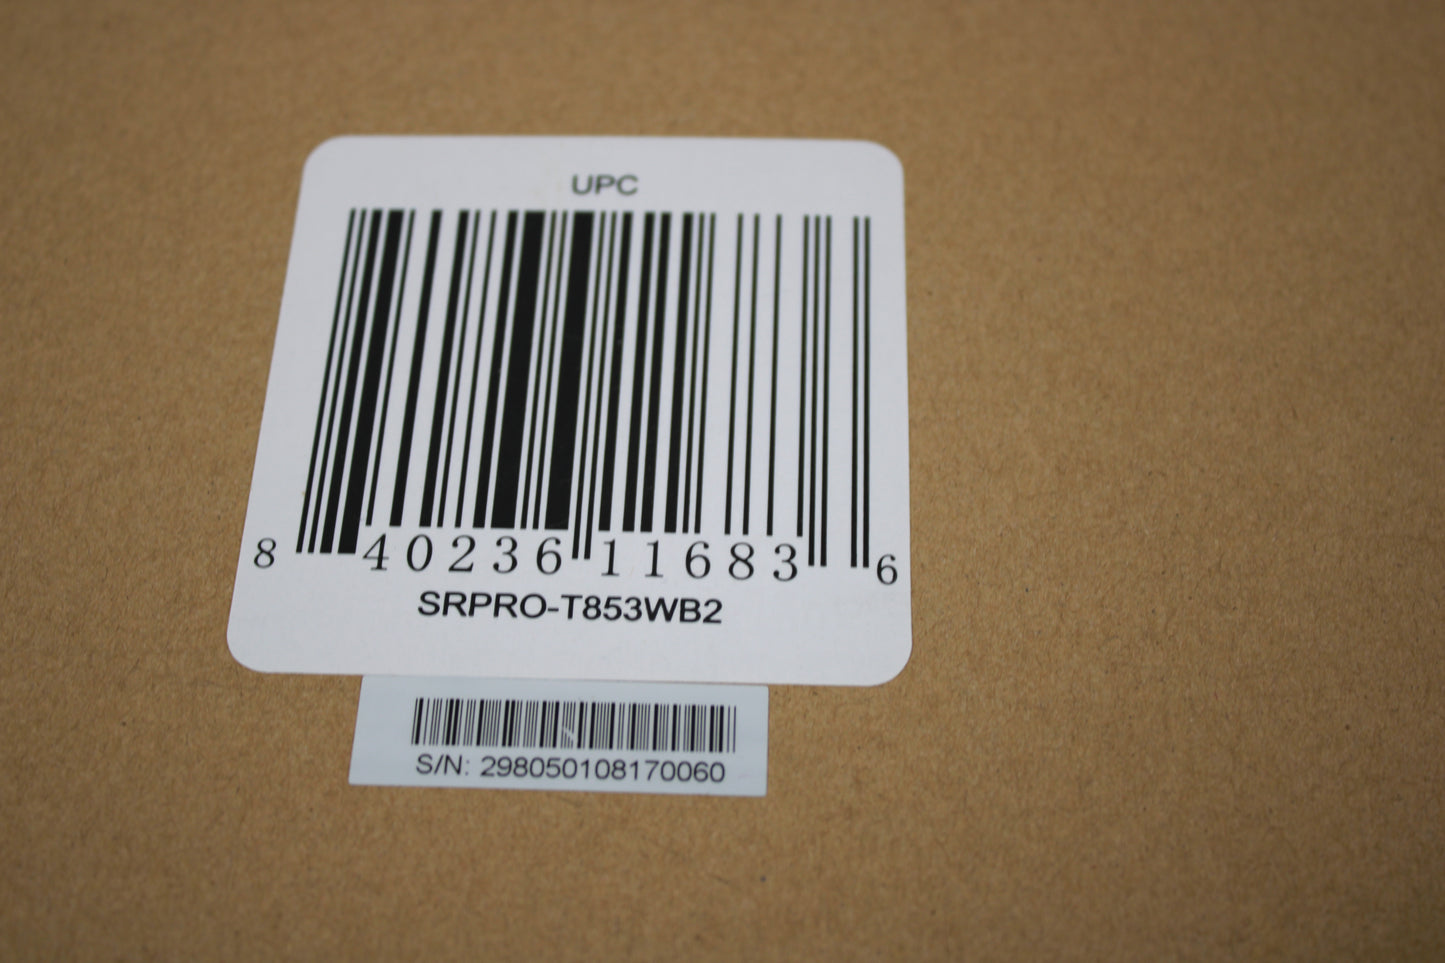 UPC
8 40236 11683 6
SRPRO-T853WB2
S/N: 298050108170060